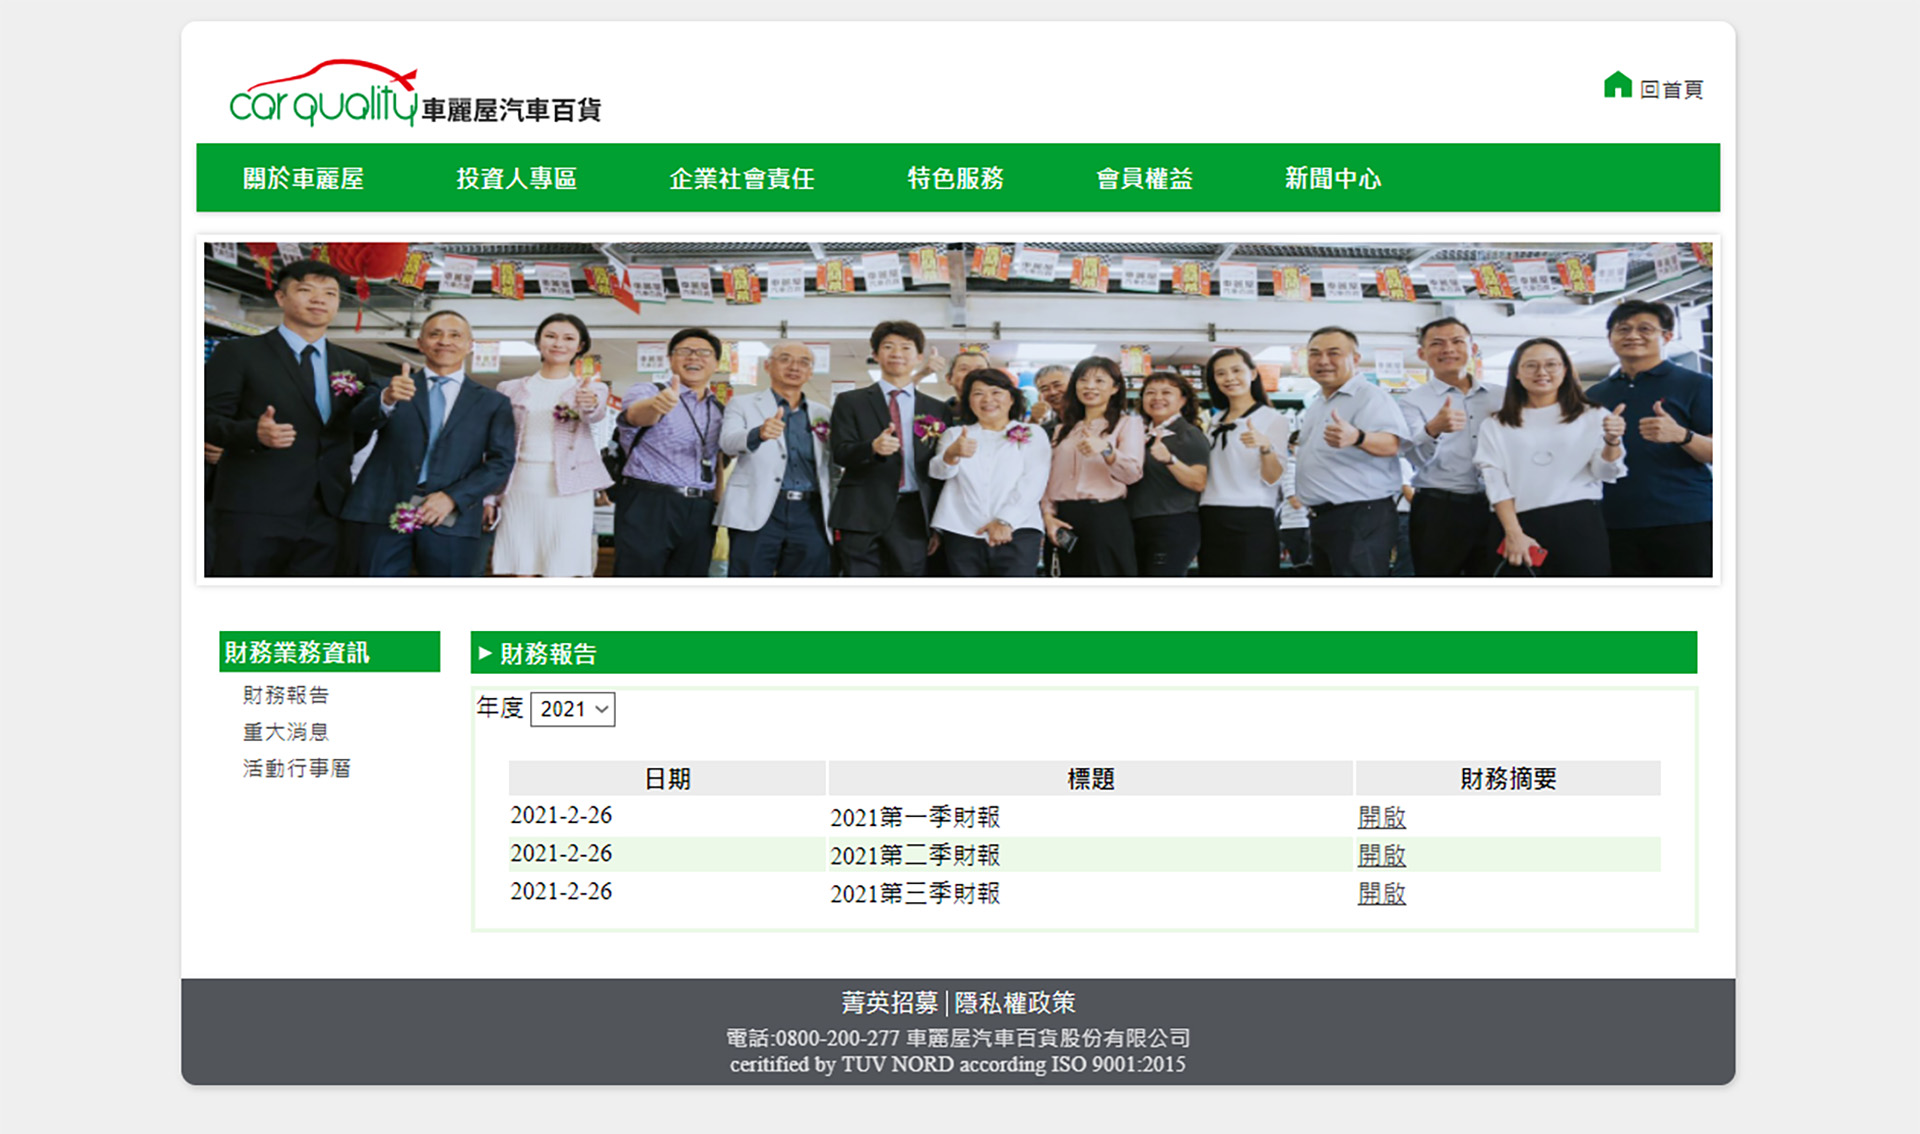 car quality 車麗屋汽車百貨
回首頁
關於車麗屋 投資人專區 企業社會責任 特色服務 會員權益 新聞中心
財務業務資訊
財務報告
重大消息
活動行事曆
▶ 財務報告
年度 2021
日期 標題 財務摘要
2021-2-26 2021第一季財報 開啟
2021-2-26 2021第二季財報 開啟
2021-2-26 2021第三季財報 開啟
菁英招募 | 隱私權政策
電話:0800-200-277 車麗屋汽車百貨股份有限公司
ceritified by TUV NORD according ISO 9001:2015